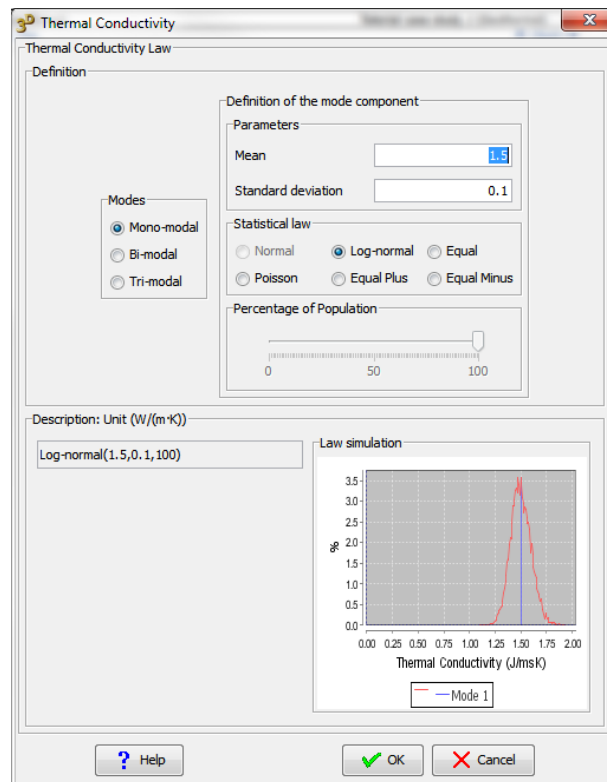 3D Thermal Conductivity
Thermal Conductivity Law
Definition
Definition of the mode component
Parameters
Mean 1.5
Standard deviation 0.1
Modes
Mono-modal
Bi-modal
Tri-modal
Statistical law
Normal Log-normal Equal
Poisson Equal Plus Equal Minus
Percentage of Population
0 50 100
Description: Unit (W/(m·K))
Log-normal(1.5,0.1,100)
Law simulation
%
3.5
3.0
2.5
2.0
1.5
1.0
0.5
0.0
0.00 0.25 0.50 0.75 1.00 1.25 1.50 1.75 2.00
Thermal Conductivity (J/msK)
Mode 1
? Help
OK
Cancel